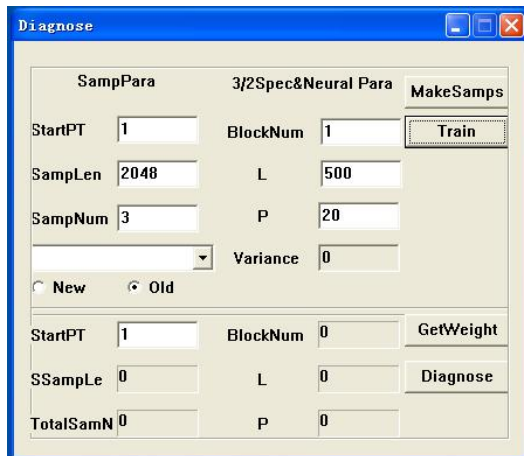 Diagnose
SampPara 3/2Spec&Neural Para MakeSamps
StartPT 1 BlockNum 1 Train
SampLen 2048 L 500
SampNum 3 P 20
Variance 0
New Old
StartPT 1 BlockNum 0 GetWeight
SSampLe 0 L 0 Diagnose
TotalSamN 0 P 0